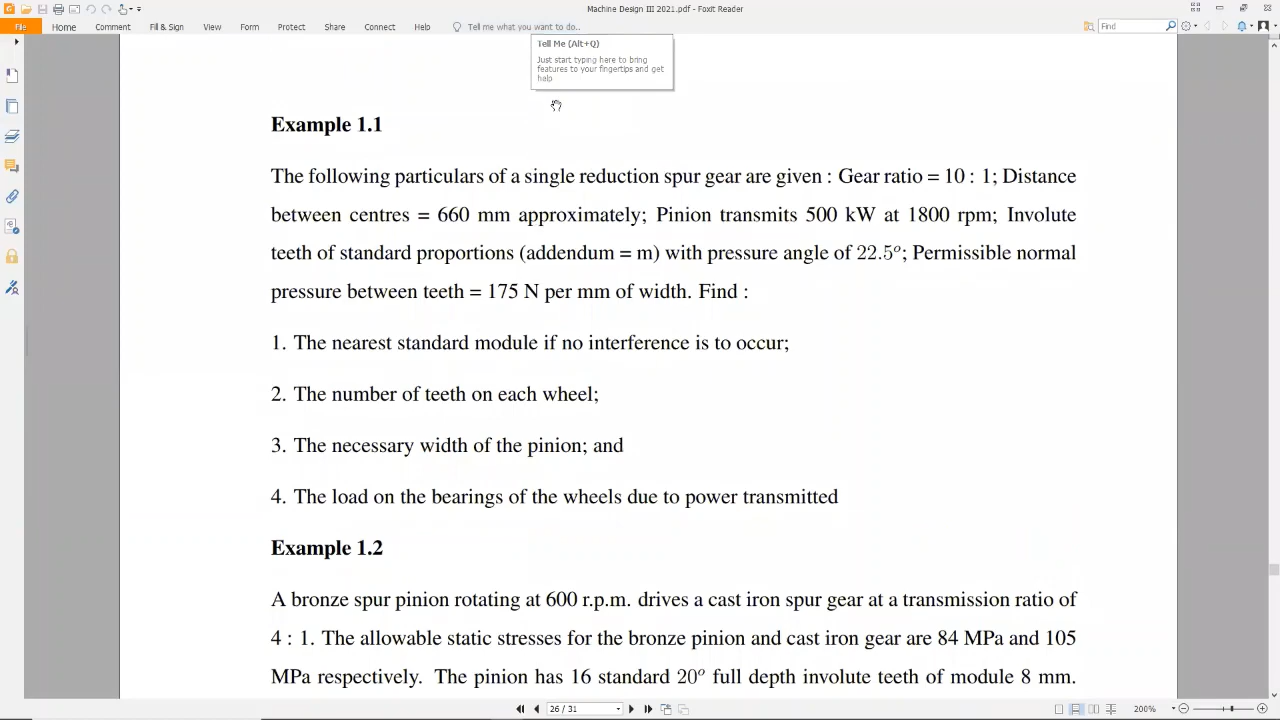 Machine Design III 2021.pdf - Foxit Reader
File Home Comment Fill & Sign View Form Protect Share Connect Help Tell me what you want to do.. Find
Tell Me (Alt+Q)
Just start typing here to bring
features to your fingertips and get
help
Example 1.1
The following particulars of a single reduction spur gear are given : Gear ratio = 10 : 1; Distance
between centres = 660 mm approximately; Pinion transmits 500 kW at 1800 rpm; Involute
teeth of standard proportions (addendum = m) with pressure angle of 22.5°; Permissible normal
pressure between teeth = 175 N per mm of width. Find :
1. The nearest standard module if no interference is to occur;
2. The number of teeth on each wheel;
3. The necessary width of the pinion; and
4. The load on the bearings of the wheels due to power transmitted
Example 1.2
A bronze spur pinion rotating at 600 r.p.m. drives a cast iron spur gear at a transmission ratio of
4 : 1. The allowable static stresses for the bronze pinion and cast iron gear are 84 MPa and 105
MPa respectively. The pinion has 16 standard 20° full depth involute teeth of module 8 mm.
26 / 31 200%